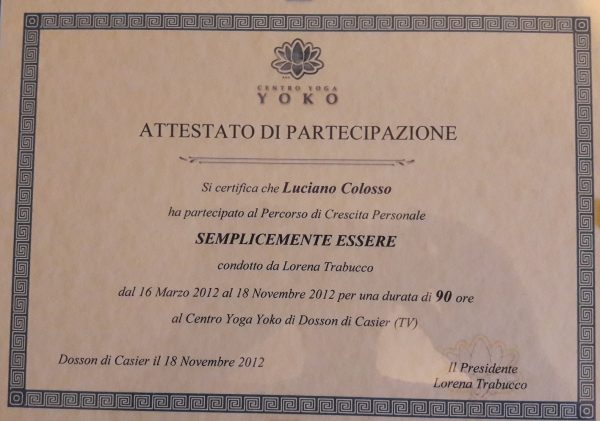 CENTRO YOGA
YOKO
ATTESTATO DI PARTECIPAZIONE
Si certifica che Luciano Colosso
ha partecipato al Percorso di Crescita Personale
SEMPLICEMENTE ESSERE
condotto da Lorena Trabucco
dal 16 Marzo 2012 al 18 Novembre 2012 per una durata di 90 ore
al Centro Yoga Yoko di Dosson di Casier (TV)
Dosson di Casier il 18 Novembre 2012
Il Presidente
Lorena Trabucco